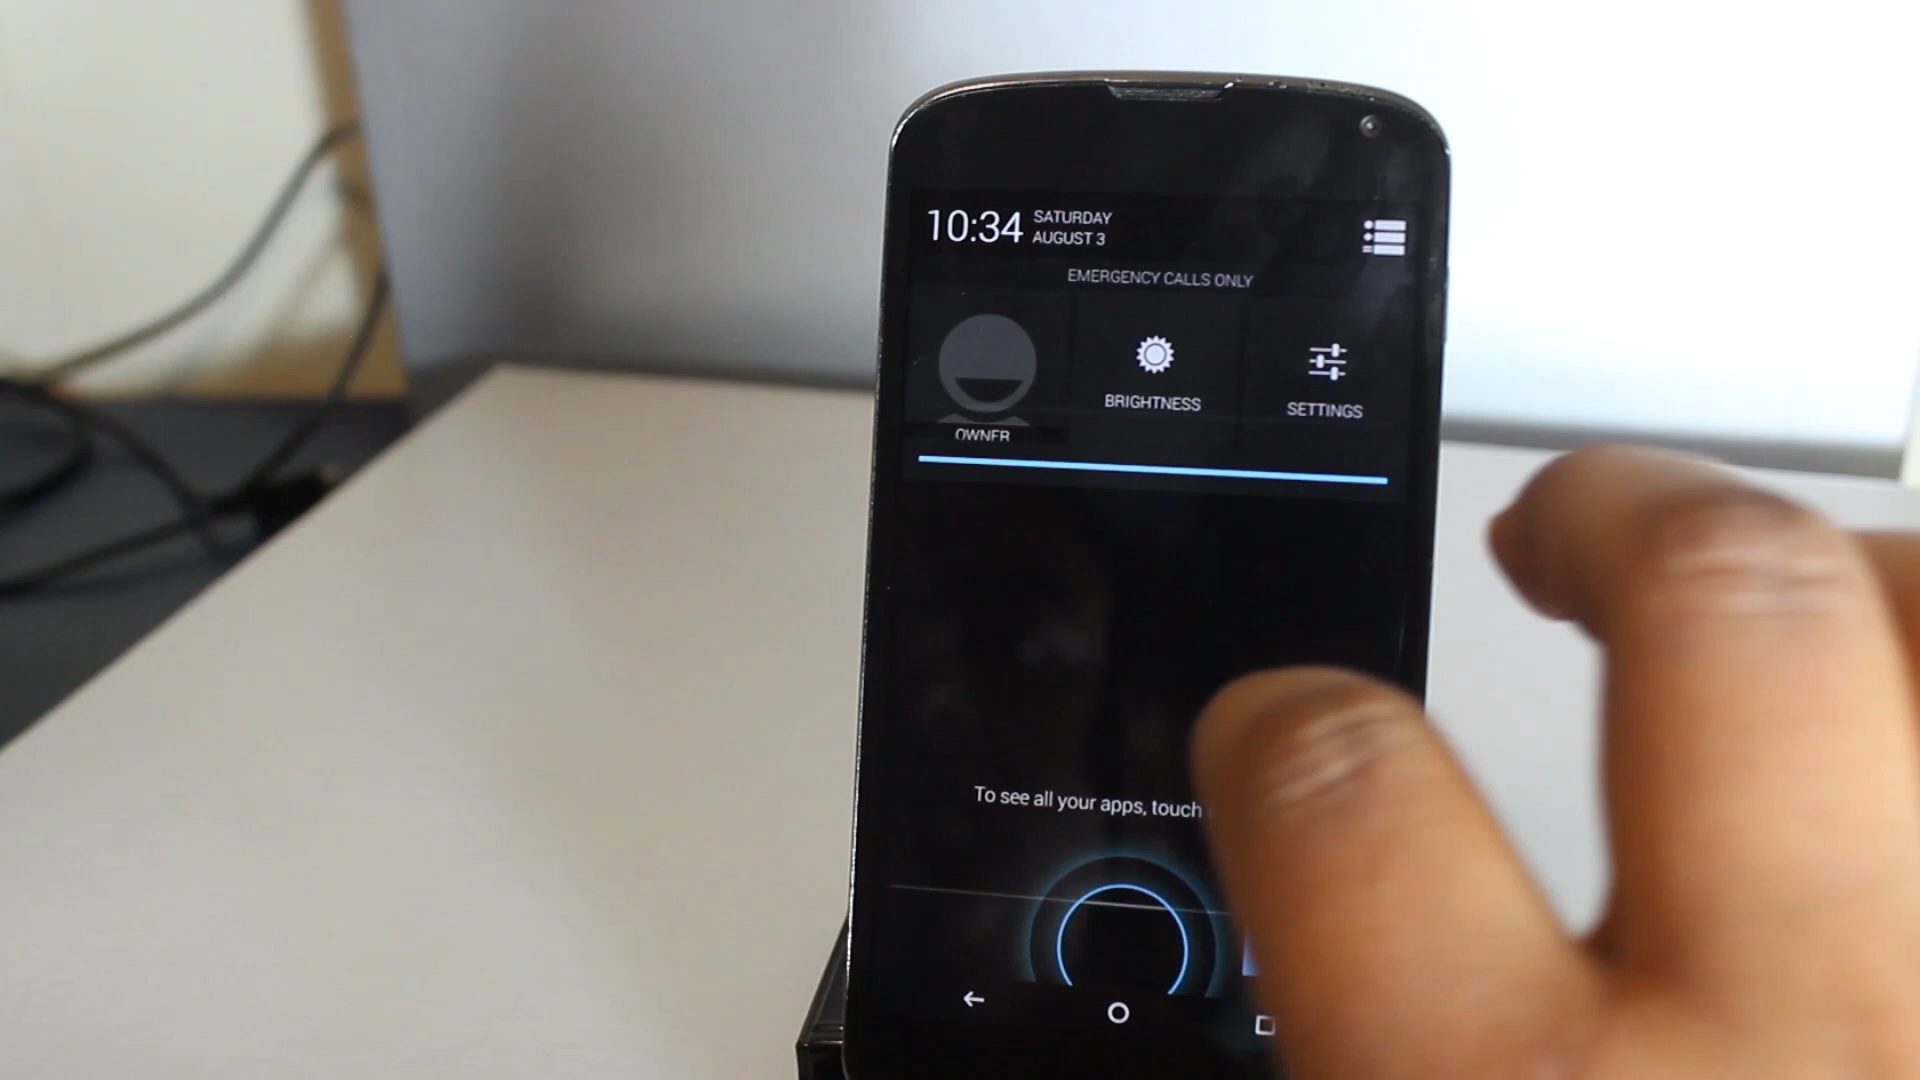 10:34
SATURDAY
AUGUST 3
EMERGENCY CALLS ONLY
OWNER
BRIGHTNESS
SETTINGS
To see all your apps, touch